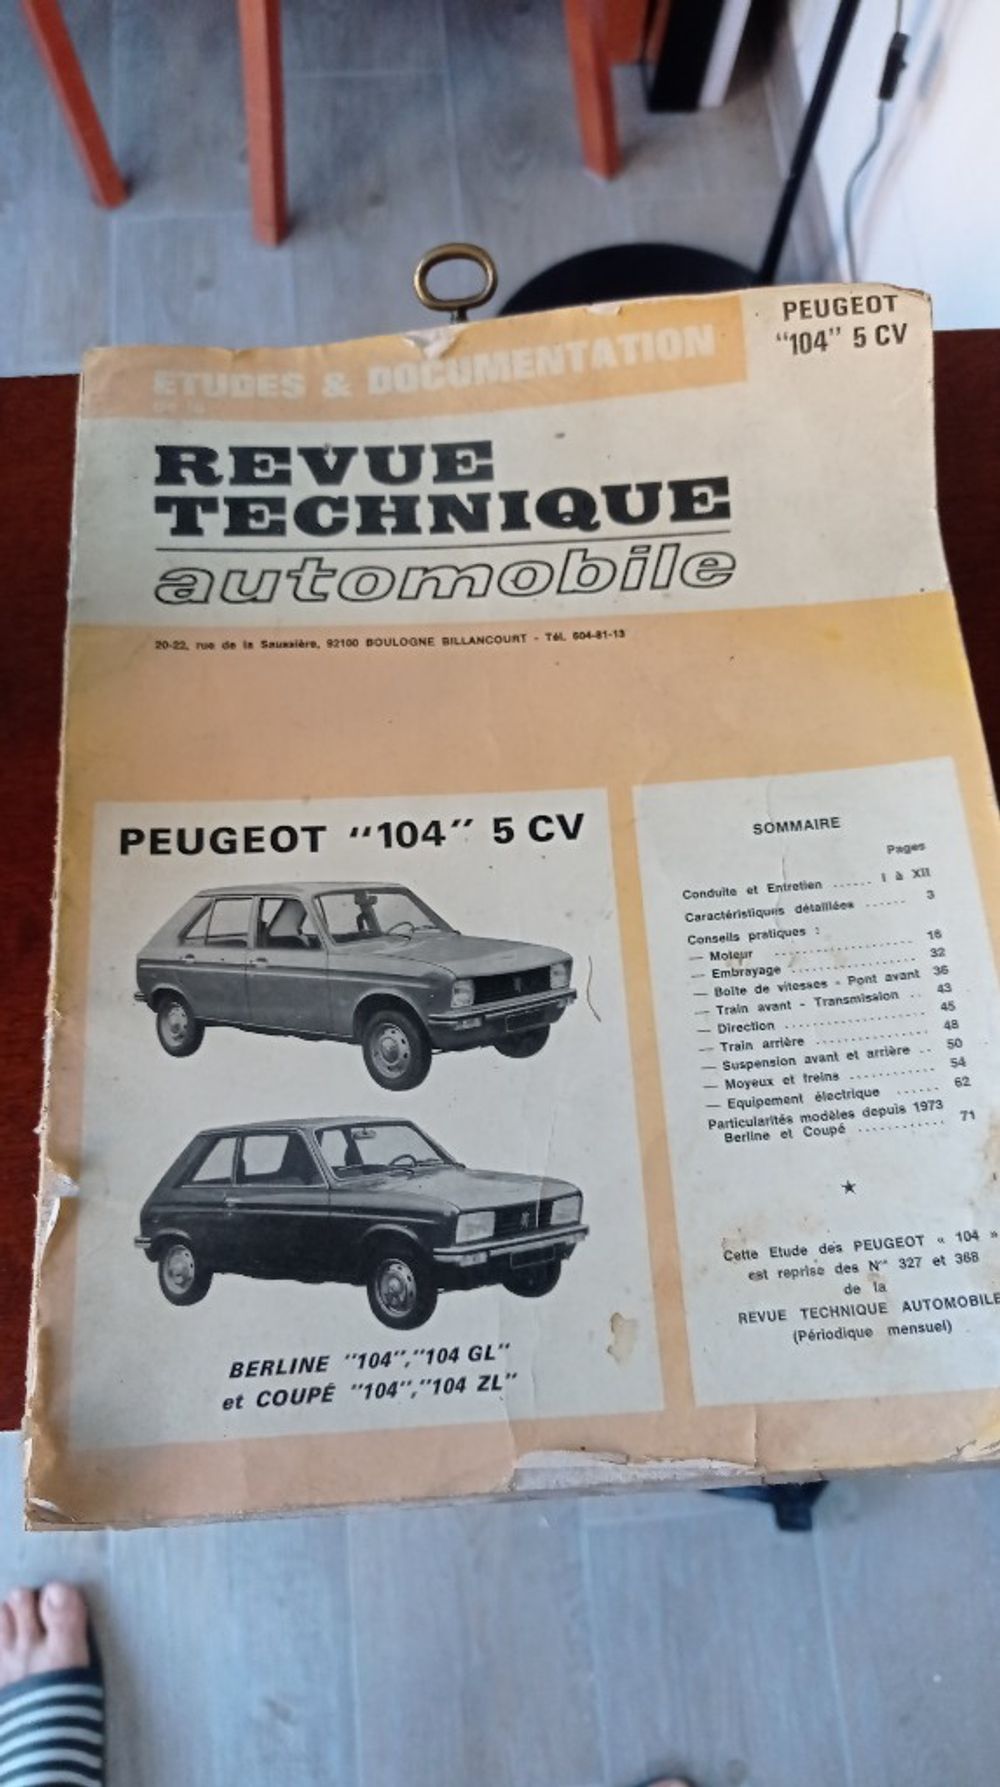 PEUGEOT
"104" 5 CV
ETUDES & DOCUMENTATION
de la
REVUE
TECHNIQUE
automobile
20-22, rue de la Saussière, 92100 BOULOGNE BILLANCOURT - Tél. 604-81-13
PEUGEOT "104" 5 CV
BERLINE "104", "104 GL"
et COUPÉ "104", "104 ZL"
SOMMAIRE
Pages
Conduite et Entretien ...... I à XII
Caractéristiques détaillées ...... 3
Conseils pratiques :
— Moteur .................... 16
— Embrayage .................. 32
— Boîte de vitesses - Pont avant 36
— Train avant - Transmission .. 43
— Direction .................. 45
— Train arrière .............. 48
— Suspension avant et arrière .. 50
— Moyeux et freins ............ 54
— Equipement électrique ...... 62
Particularités modèles depuis 1973
Berline et Coupé ............ 71
★
Cette Etude des PEUGEOT « 104 »
est reprise des Nos 327 et 368
de la
REVUE TECHNIQUE AUTOMOBILE
(Périodique mensuel)